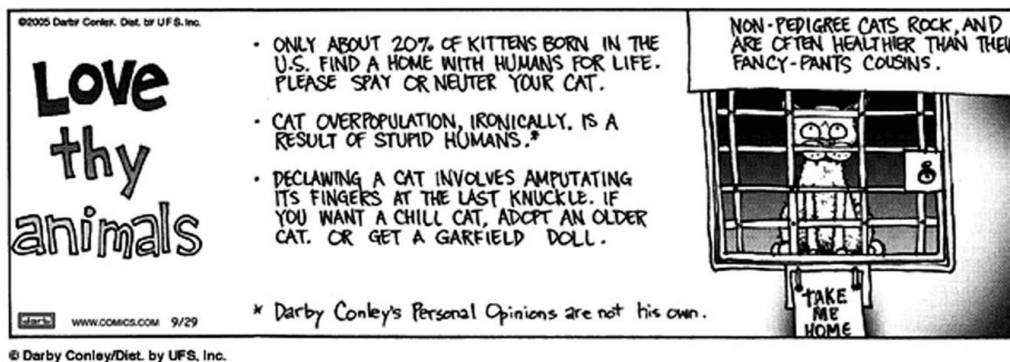 ©2005 Darby Conley. Dist. by UFS, Inc.
Love
thy
animals
WWW.COMICS.COM 9/29
• ONLY ABOUT 20% OF KITTENS BORN IN THE
U.S. FIND A HOME WITH HUMANS FOR LIFE.
PLEASE SPAY OR NEUTER YOUR CAT.
• CAT OVERPOPULATION, IRONICALLY, IS A
RESULT OF STUPID HUMANS.*
• DECLAWING A CAT INVOLVES AMPUTATING
ITS FINGERS AT THE LAST KNUCKLE. IF
YOU WANT A CHILL CAT, ADOPT AN OLDER
CAT. OR GET A GARFIELD DOLL.
* Darby Conley's Personal Opinions are not his own.
NON-PEDIGREE CATS ROCK, AND
ARE OFTEN HEALTHIER THAN
FANCY-PANTS COUSINS.
TAKE
ME
HOME
© Darby Conley/Dist. by UFS, Inc.